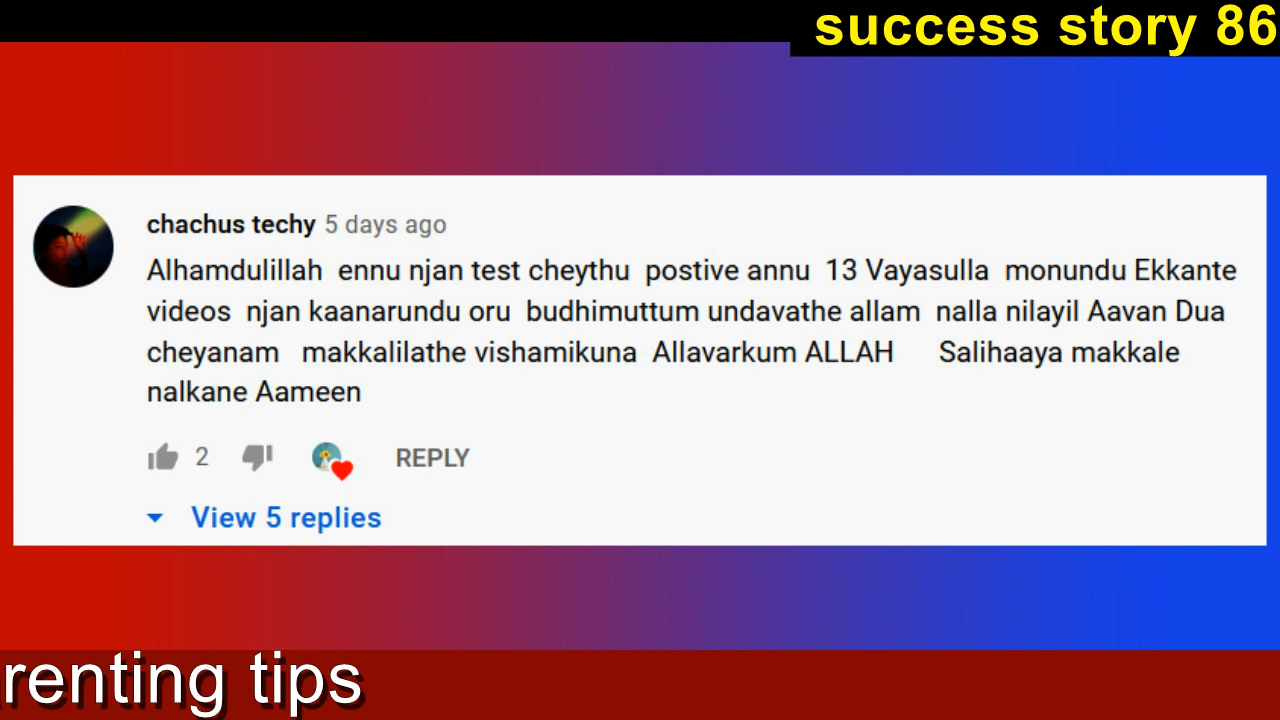 success story 86
chachus techy 5 days ago
Alhamdulillah ennu njan test cheythu postive annu 13 Vayasulla monundu Ekkante
videos njan kaanarundu oru budhimuttum undavathe allam nalla nilayil Aavan Dua
cheyanam makkalilathe vishamikuna Allavarkum ALLAH Salihaaya makkale
nalkane Aameen
2 REPLY
View 5 replies
renting tips